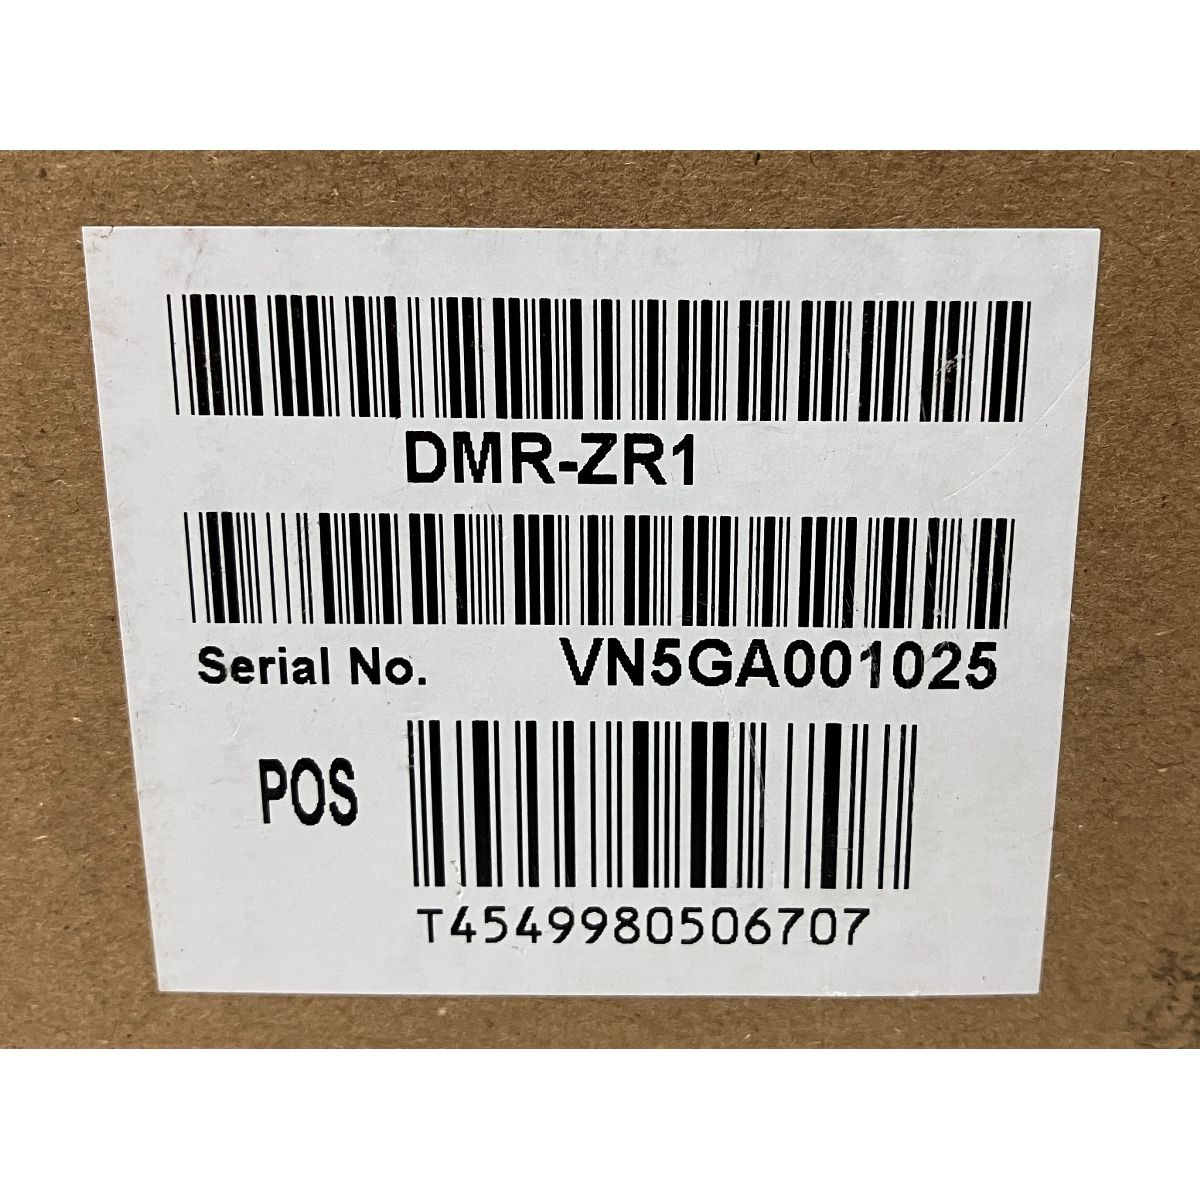 DMR-ZR1
Serial No. VN5GA001025
POS
T4549980506707